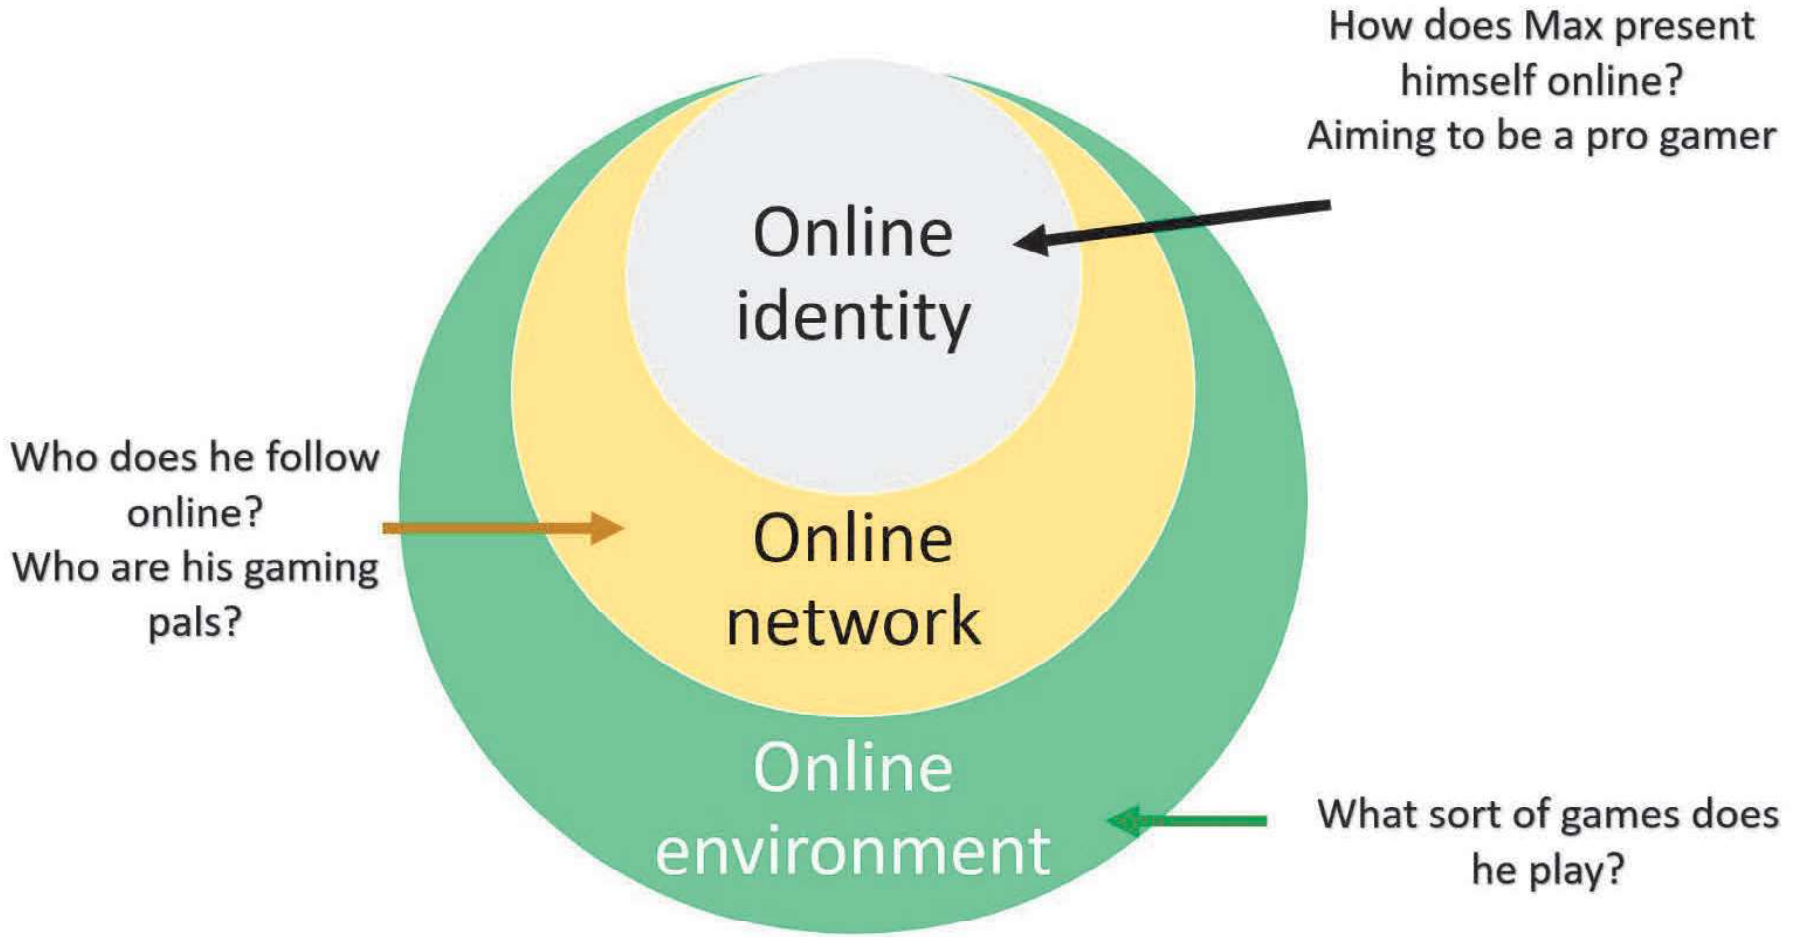 How does Max present
himself online?
Aiming to be a pro gamer
Online
identity
Who does he follow
online?
Who are his gaming
pals?
Online
network
Online
environment
What sort of games does
he play?